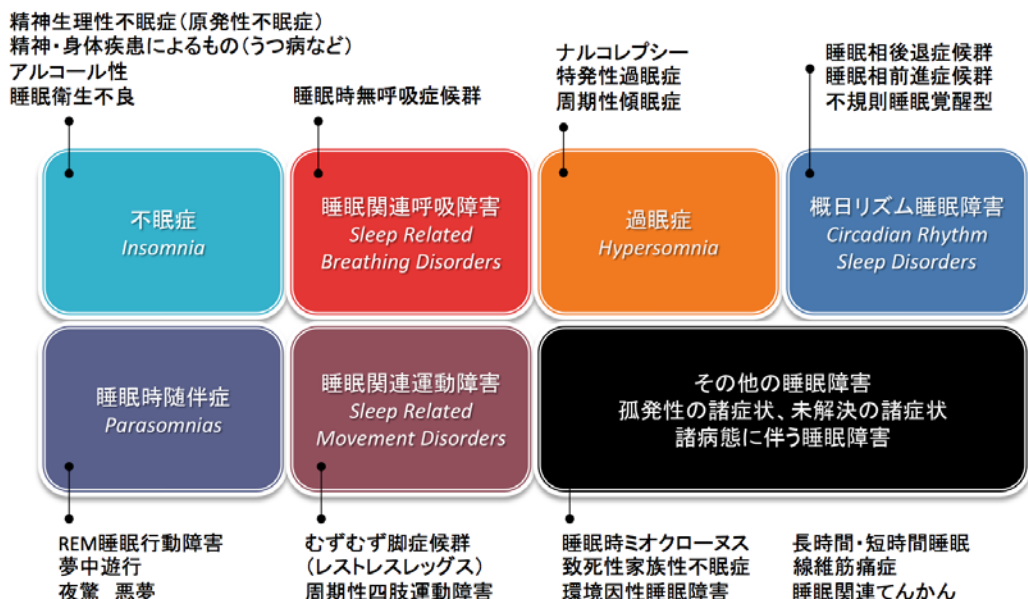 精神生理性不眠症(原発性不眠症)
精神・身体疾患によるもの(うつ病など)
アルコール性
睡眠衛生不良
睡眠時無呼吸症候群
ナルコレプシー
特発性過眠症
周期性傾眠症
睡眠相後退症候群
睡眠相前進症候群
不規則睡眠覚醒型
不眠症
Insomnia
睡眠関連呼吸障害
Sleep Related
Breathing Disorders
過眠症
Hypersomnia
概日リズム睡眠障害
Circadian Rhythm
Sleep Disorders
睡眠時随伴症
Parasomnias
睡眠関連運動障害
Sleep Related
Movement Disorders
その他の睡眠障害
孤発性の諸症状、未解決の諸症状
諸病態に伴う睡眠障害
REM睡眠行動障害
夢中遊行
夜驚 悪夢
むずむず脚症候群
(レストレスレッグス)
周期性四肢運動障害
睡眠時ミオクローヌス
致死性家族性不眠症
環境因性睡眠障害
長時間・短時間睡眠
線維筋痛症
睡眠関連てんかん